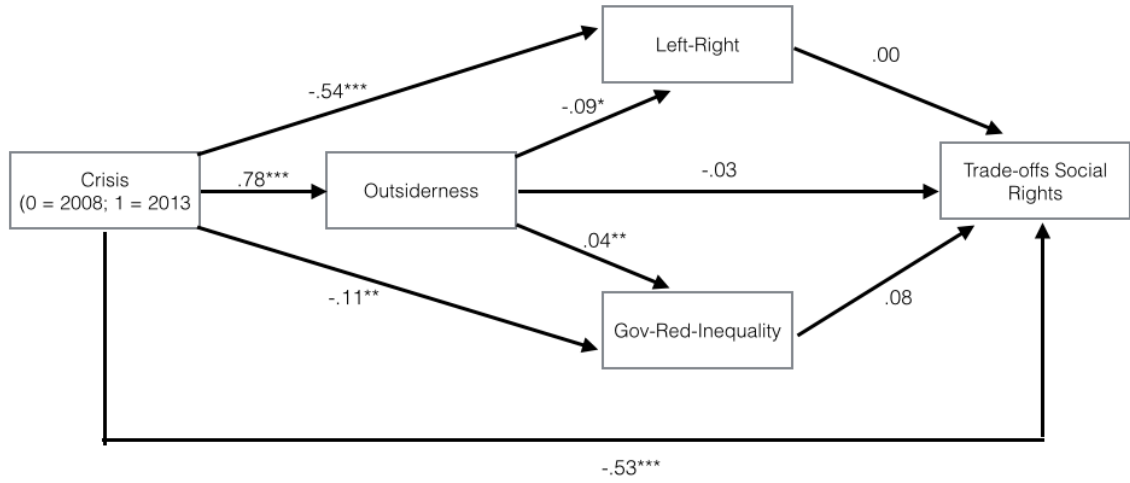 Left-Right
.00
-.54***
-.09*
Crisis
(0 = 2008; 1 = 2013
.78***
Outsiderness
-.03
Trade-offs Social
Rights
.04**
-.11**
Gov-Red-Inequality
.08
-.53***